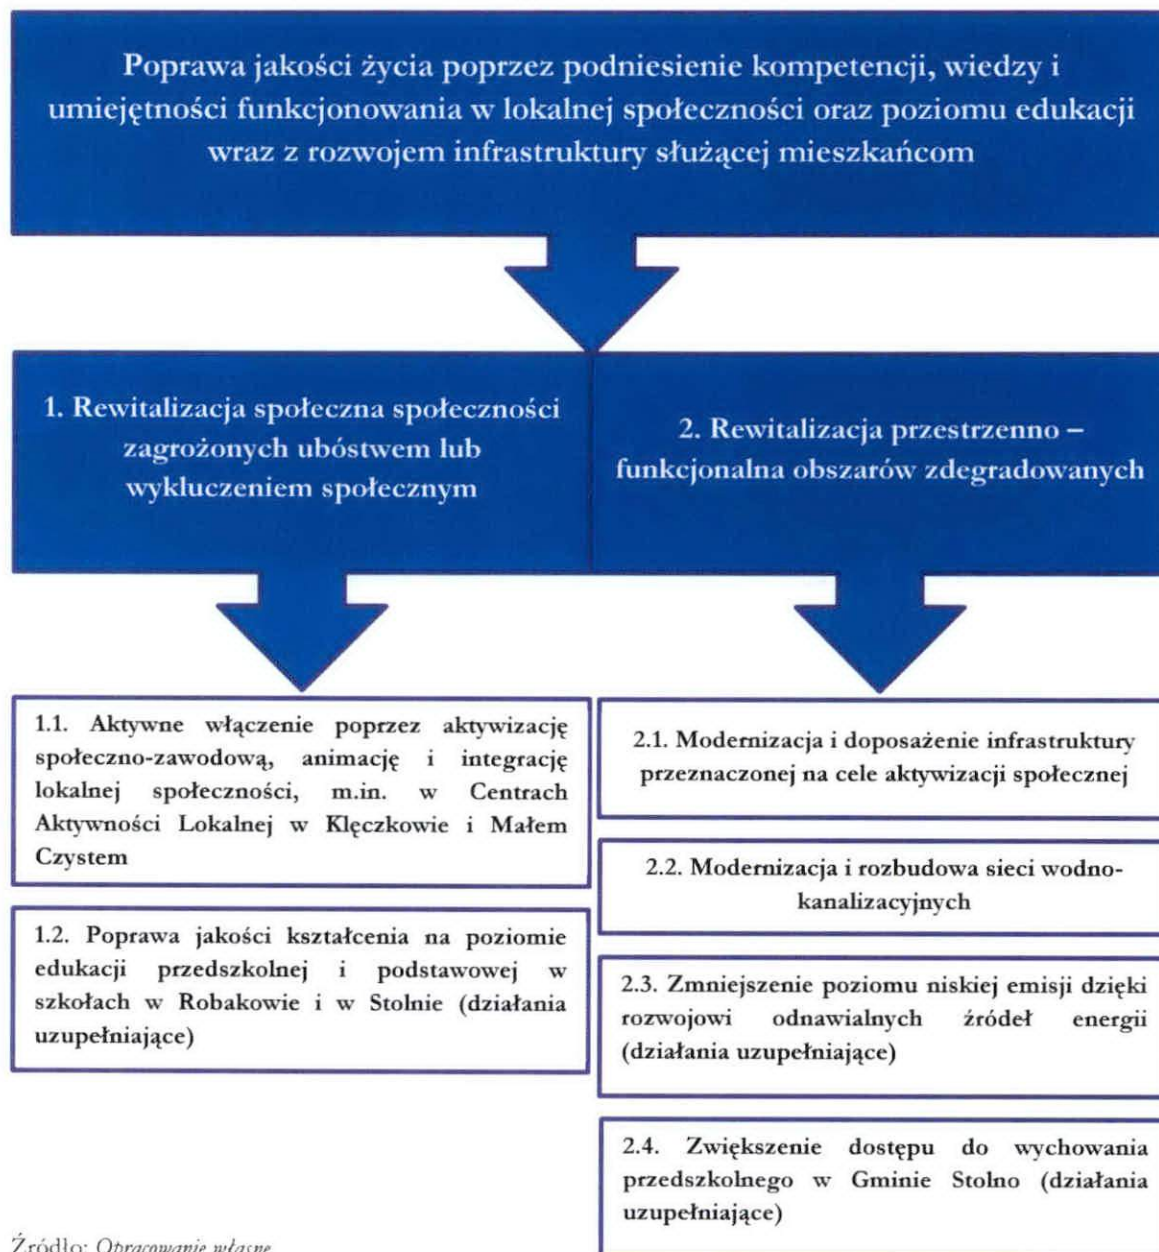 Poprawa jakości życia poprzez podniesienie kompetencji, wiedzy i
umiejętności funkcjonowania w lokalnej społeczności oraz poziomu edukacji
wraz z rozwojem infrastruktury służącej mieszkańcom
1. Rewitalizacja społeczna społeczności
zagrożonych ubóstwem lub
wykluczeniem społecznym
2. Rewitalizacja przestrzenno –
funkcjonalna obszarów zdegradowanych
1.1. Aktywne włączenie poprzez aktywizację
społeczno-zawodową, animację i integrację
lokalnej społeczności, m.in. w Centrach
Aktywności Lokalnej w Klęczkowie i Małem
Czystem
1.2. Poprawa jakości kształcenia na poziomie
edukacji przedszkolnej i podstawowej w
szkołach w Robakowie i w Stolnie (działania
uzupełniające)
2.1. Modernizacja i doposażenie infrastruktury
przeznaczonej na cele aktywizacji społecznej
2.2. Modernizacja i rozbudowa sieci wodno-
kanalizacyjnych
2.3. Zmniejszenie poziomu niskiej emisji dzięki
rozwojowi odnawialnych źródeł energii
(działania uzupełniające)
2.4. Zwiększenie dostępu do wychowania
przedszkolnego w Gminie Stolno (działania
uzupełniające)
Źródło: Opracowanie własne